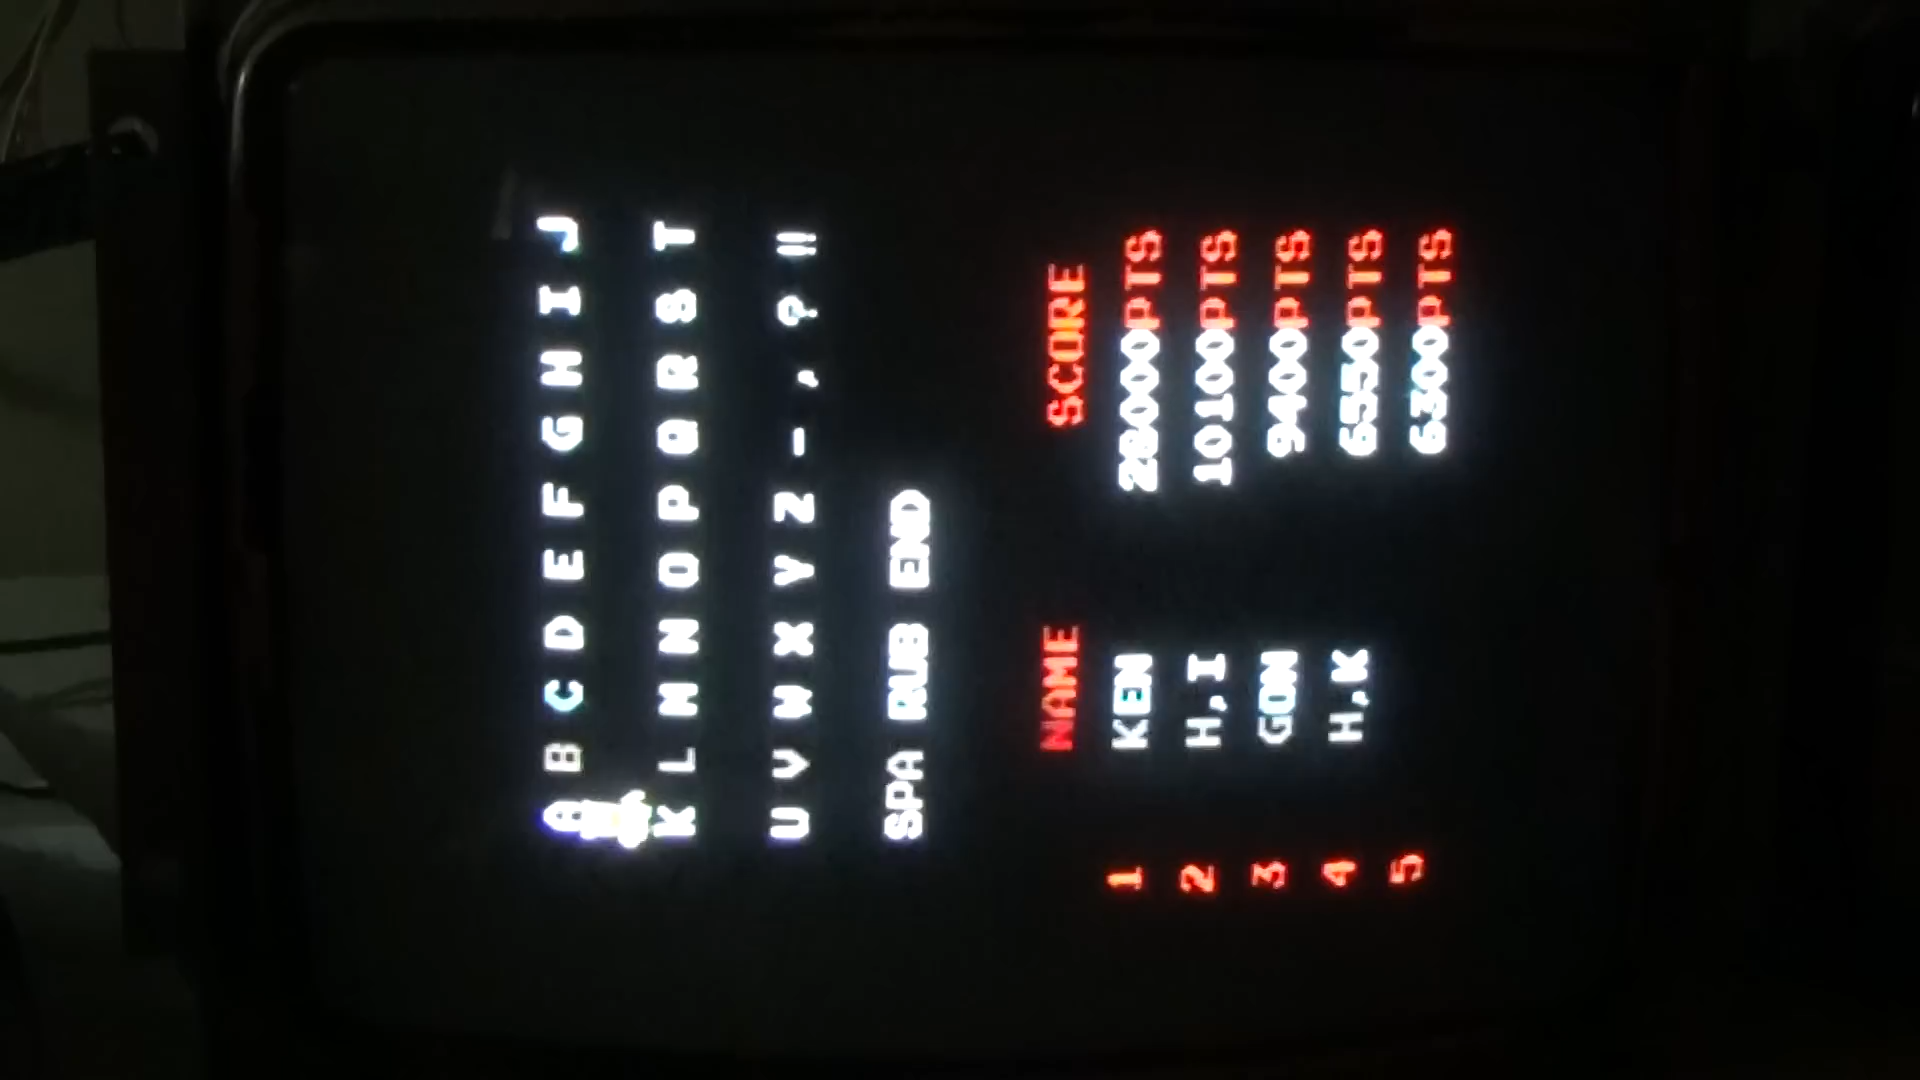 A B C D E F G H I J
K L M N O P Q R S T
U V W X Y Z - , ? !!
SPA RUB END
NAME SCORE
1 KEN 28000PTS
2 H,I 10100PTS
3 GON 9400PTS
4 H,K 6550PTS
5 6300PTS